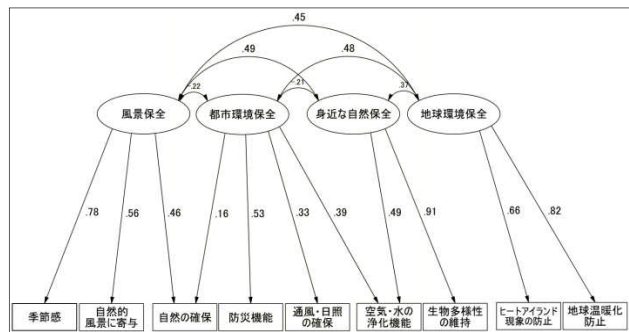 .45
.49
.48
-.22
-.21
.37
風景保全
都市環境保全
身近な自然保全
地球環境保全
.78
.56
.46
.16
.53
.33
.39
.49
.91
.66
.82
季節感
自然的
風景に寄与
自然の確保
防災機能
通風・日照
の確保
空気・水の
浄化機能
生物多様性
の維持
ヒートアイランド
現象の防止
地球温暖化
防止